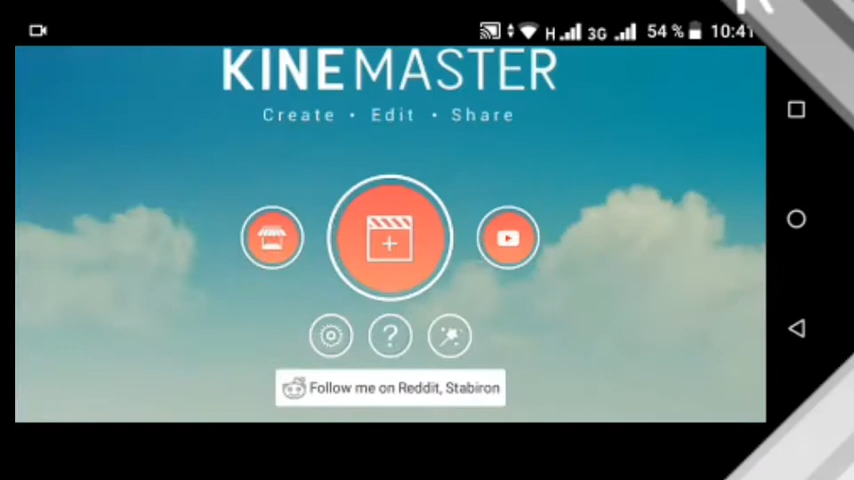 H 3G 54 % 10:41
KINEMASTER
Create • Edit • Share
?
Follow me on Reddit, Stabiron